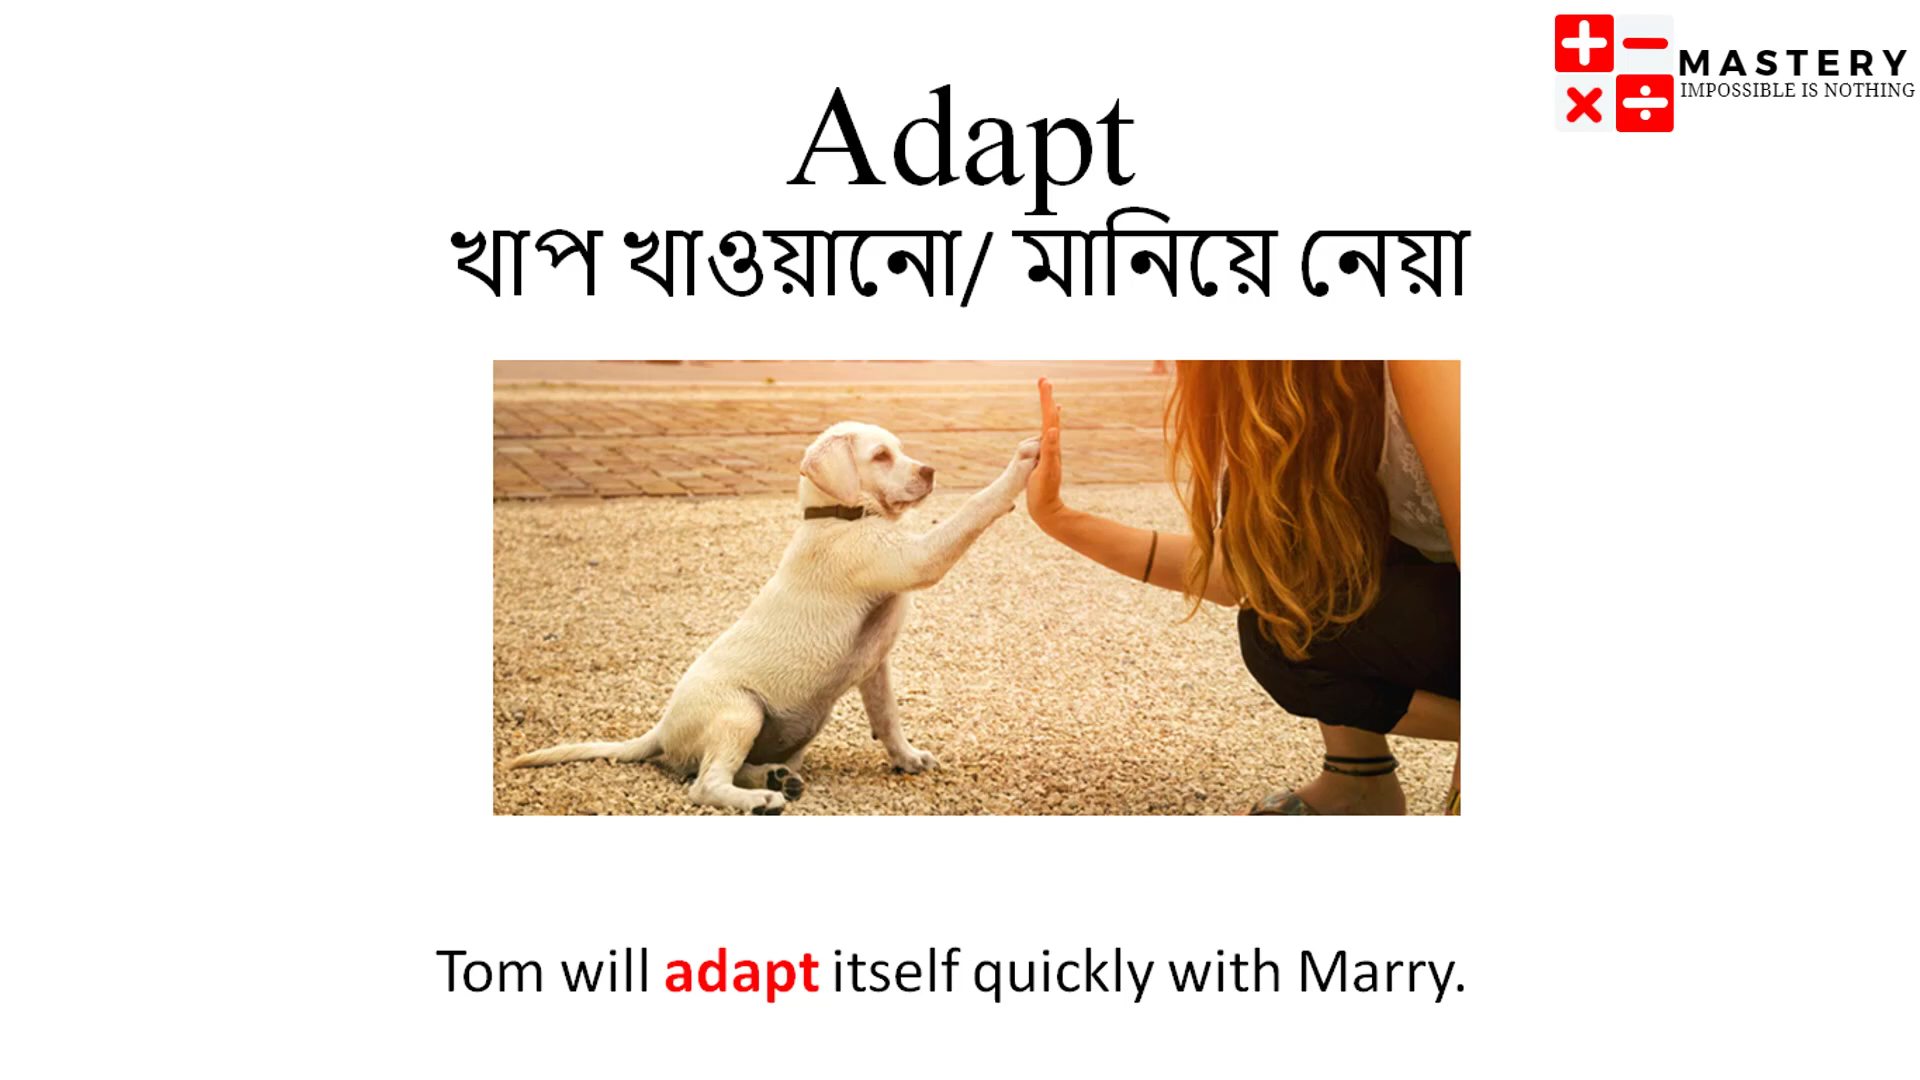 MASTERY
IMPOSSIBLE IS NOTHING
Adapt
খাপ খাওয়ানো/ মানিয়ে নেয়া
Tom will adapt itself quickly with Marry.